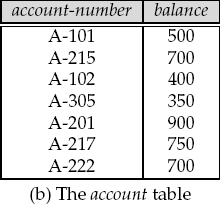 account-number balance
A-101 500
A-215 700
A-102 400
A-305 350
A-201 900
A-217 750
A-222 700
(b) The account table